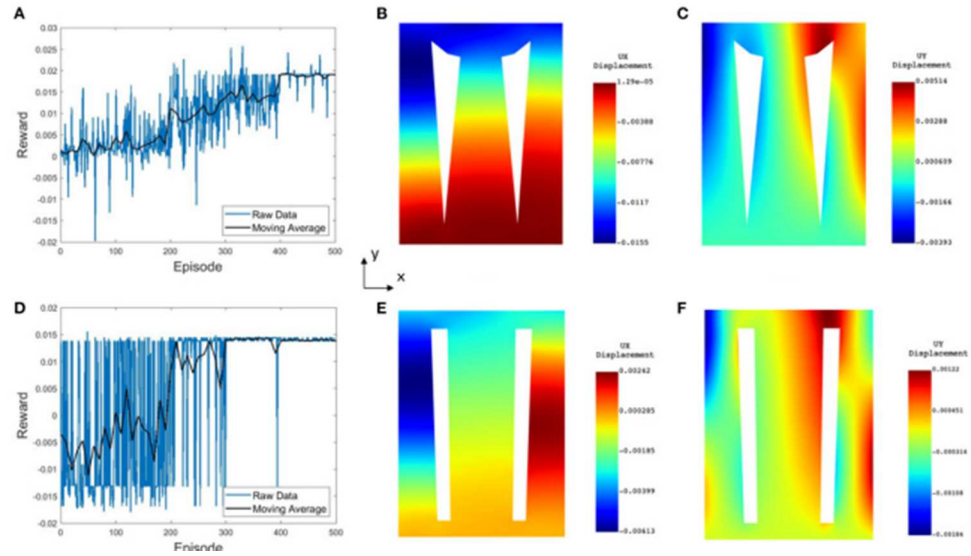 A
B
C
0.03
0.025
0.02
0.015
0.01
0.005
0
-0.005
-0.01
-0.015
-0.02
Reward
0 100 200 300 400 500
Episode
Raw Data
Moving Average
UX
Displacement
1.29e-05
-0.00388
-0.00776
-0.0117
-0.0155
UY
Displacement
0.00514
0.00288
0.000609
-0.00166
-0.00393
y
x
D
E
F
0.02
0.015
0.01
0.005
0
-0.005
-0.01
-0.015
-0.02
Reward
0 100 200 300 400 500
Episode
Raw Data
Moving Average
UX
Displacement
0.00242
0.000285
-0.00185
-0.00399
-0.00613
UY
Displacement
0.00122
0.000451
-0.000314
-0.00108